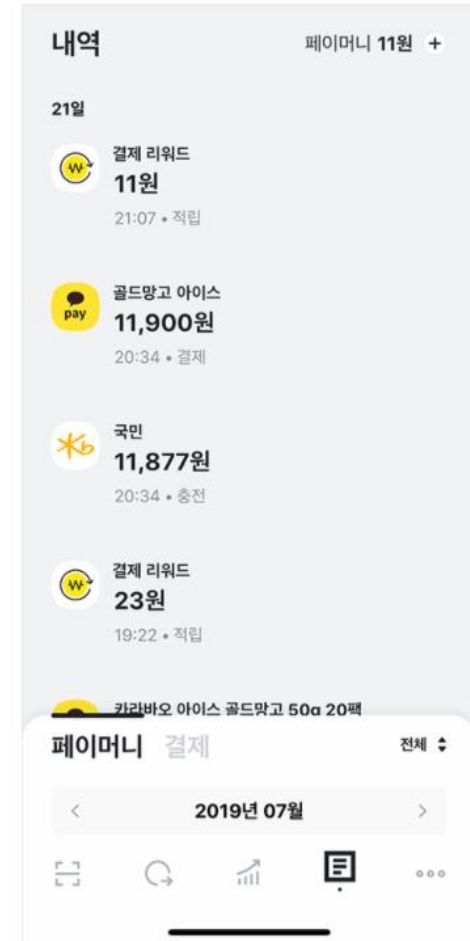 내역
페이머니 11원 +
21일
결제 리워드
11원
21:07 • 적립
pay
골드망고 아이스
11,900원
20:34 • 결제
국민
11,877원
20:34 • 충전
결제 리워드
23원
19:22 • 적립
카라바오 아이스 골드망고 50g 20팩
페이머니 결제
전체
2019년 07월